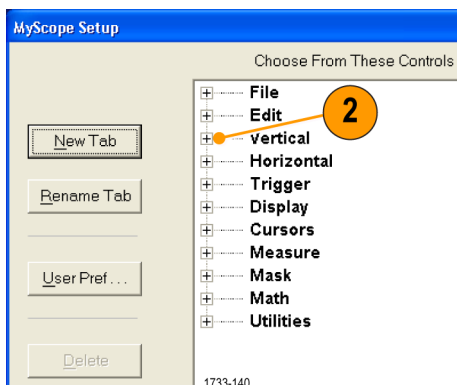 MyScope Setup
Choose From These Controls
File
Edit
2
Vertical
Horizontal
Trigger
Display
Cursors
Measure
Mask
Math
Utilities
New Tab
Rename Tab
User Pref . . .
Delete
1733-140